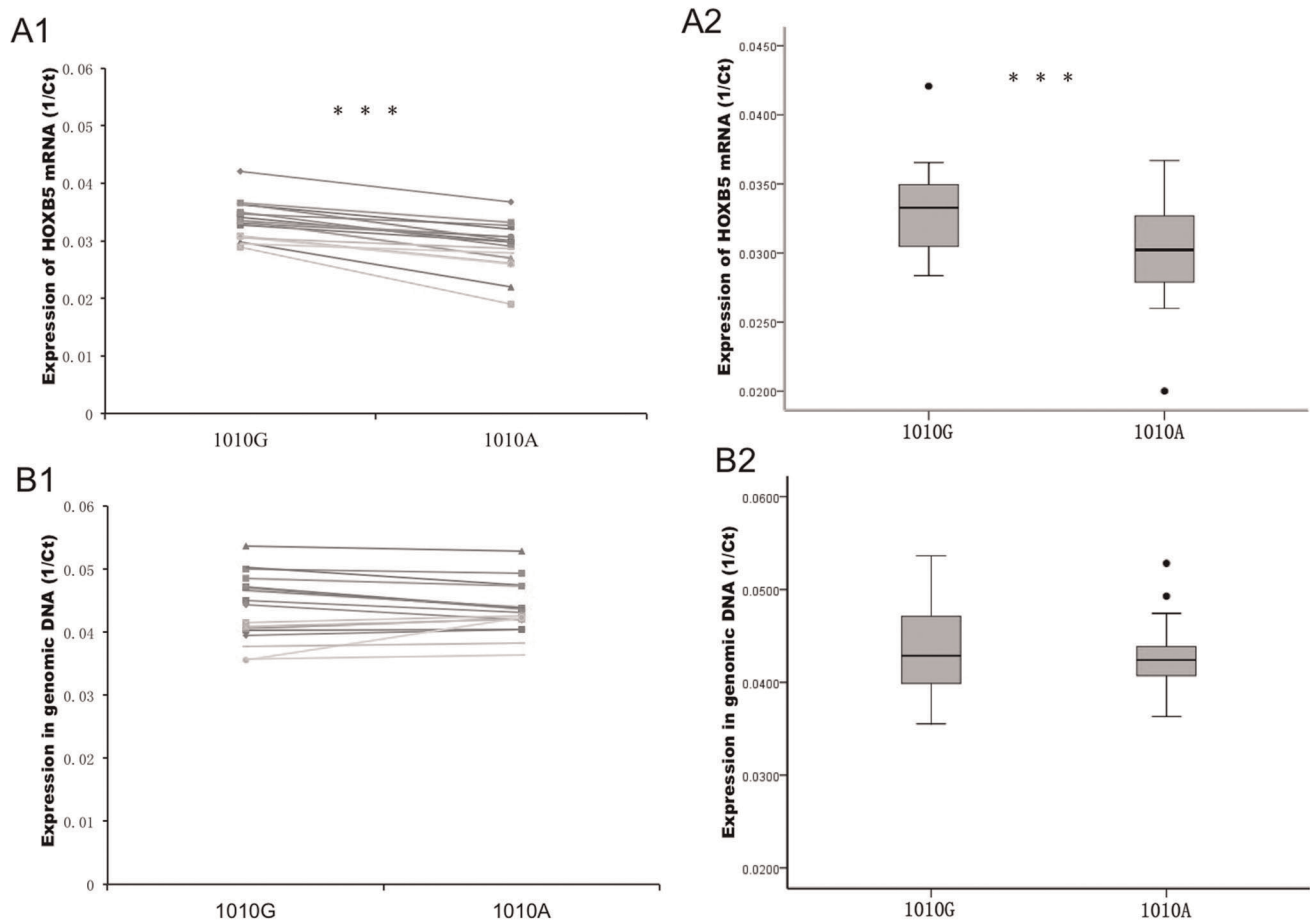 A1
Expression of HOXB5 mRNA (1/Ct)
0.06
0.05
0.04
0.03
0.02
0.01
0
* * *
1010G 1010A
A2
Expression of HOXB5 mRNA (1/Ct)
0.0450
0.0400
0.0350
0.0300
0.0250
0.0200
* * *
1010G 1010A
B1
Expression in genomic DNA (1/Ct)
0.06
0.05
0.04
0.03
0.02
0.01
0
1010G 1010A
B2
Expression in genomic DNA (1/Ct)
0.0600
0.0500
0.0400
0.0300
0.0200
1010G 1010A